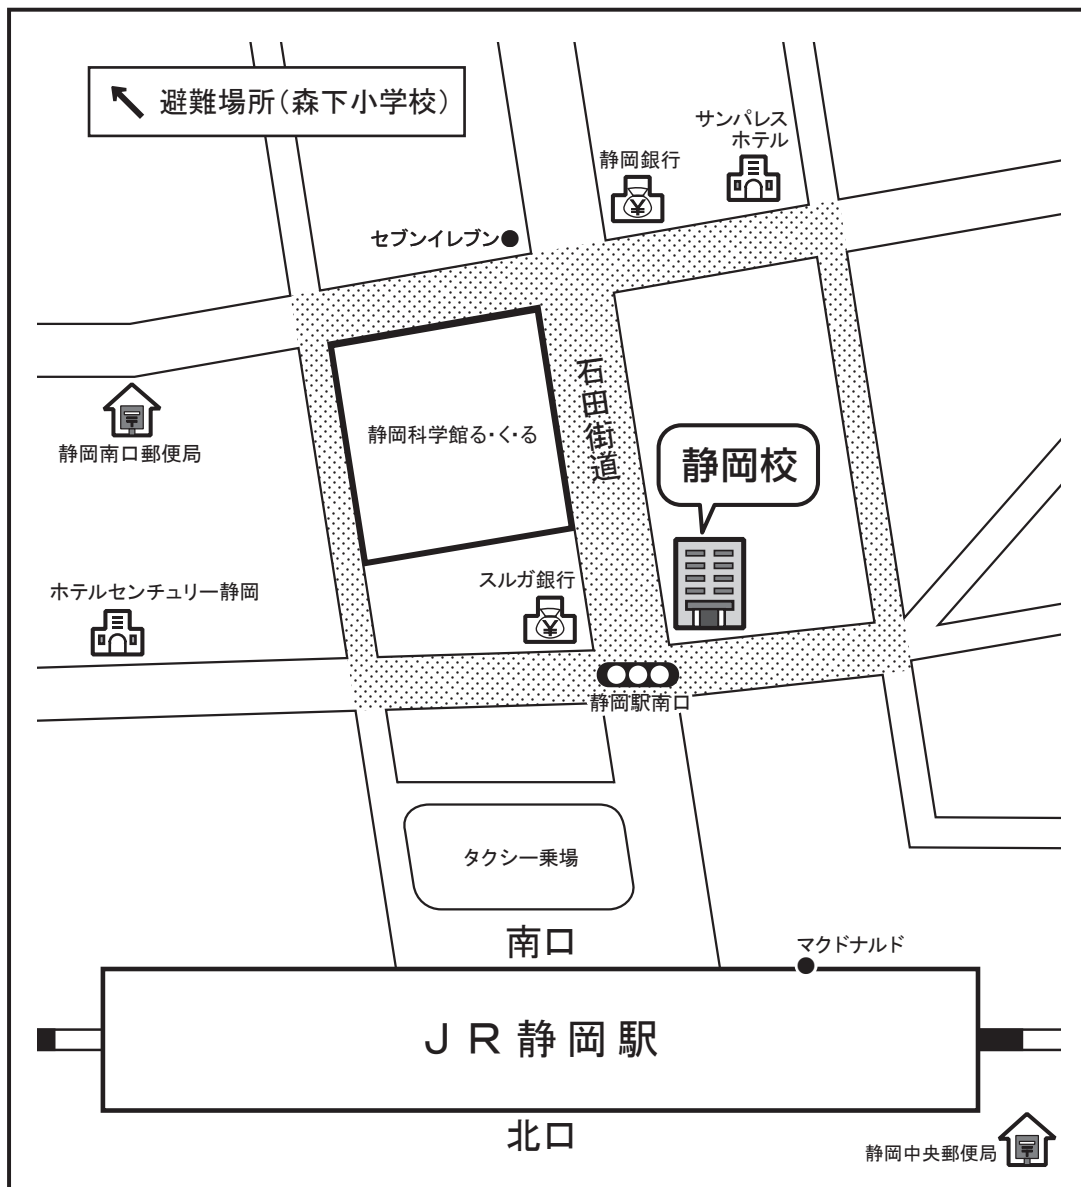 避難場所(森下小学校)
サンパレス
ホテル
静岡銀行
セブンイレブン
石田街道
静岡科学館る・く・る
静岡校
静岡南口郵便局
スルガ銀行
ホテルセンチュリー静岡
静岡駅南口
タクシー乗場
南口
マクドナルド
JR静岡駅
北口
静岡中央郵便局